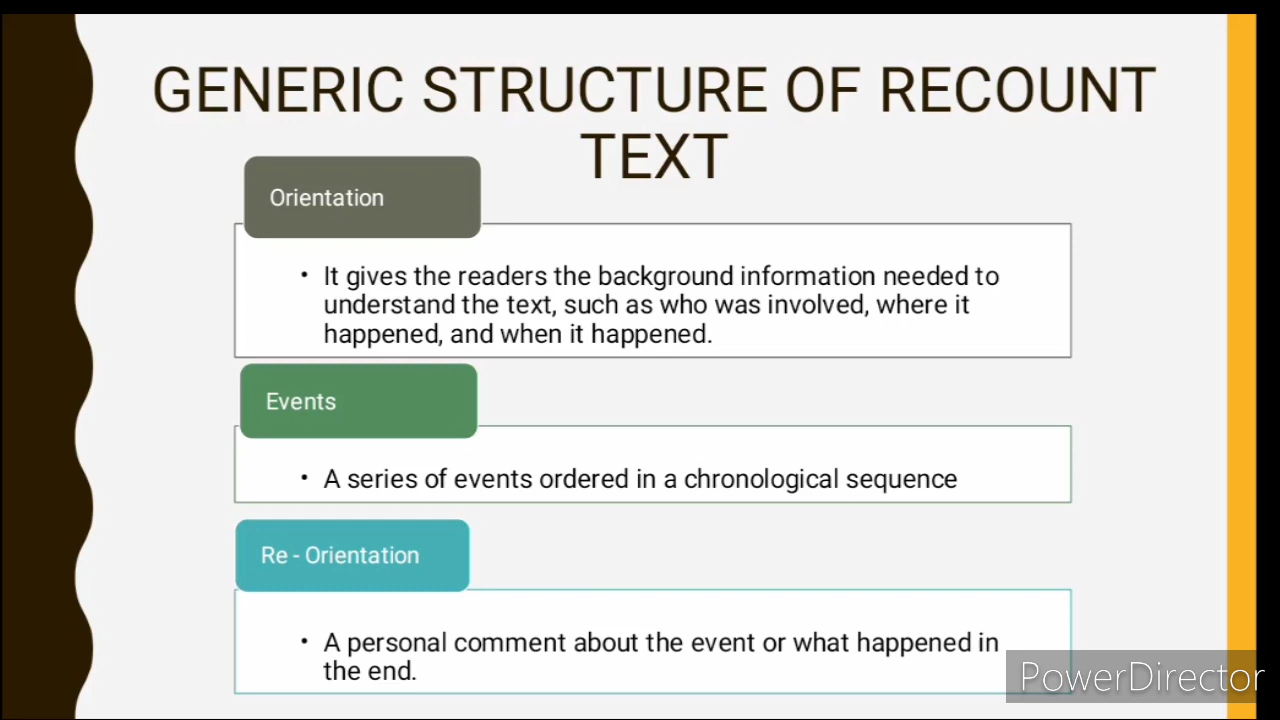 GENERIC STRUCTURE OF RECOUNT
TEXT
Orientation
• It gives the readers the background information needed to
understand the text, such as who was involved, where it
happened, and when it happened.
Events
• A series of events ordered in a chronological sequence
Re - Orientation
• A personal comment about the event or what happened in
the end.
PowerDirector